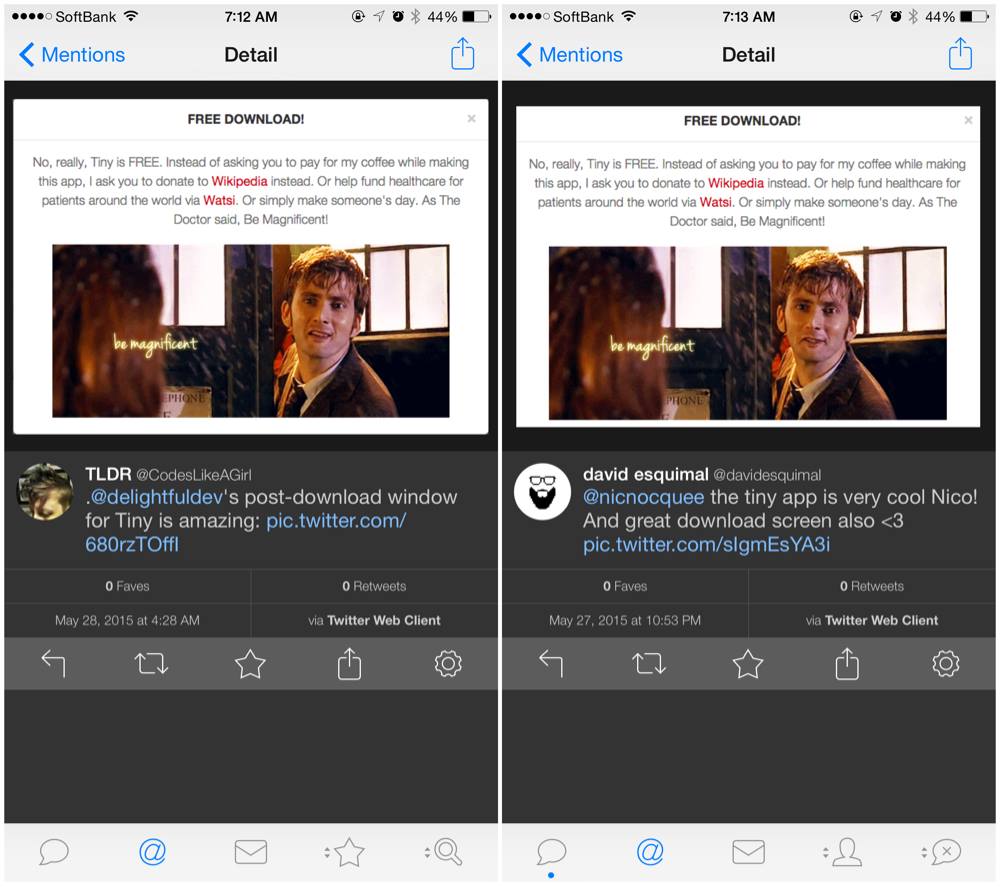 SoftBank 7:12 AM 44%
Mentions Detail
FREE DOWNLOAD! ×
No, really, Tiny is FREE. Instead of asking you to pay for my coffee while making
this app, I ask you to donate to Wikipedia instead. Or help fund healthcare for
patients around the world via Watsi. Or simply make someone's day. As The
Doctor said, Be Magnificent!
be magnificent
EPHONE
TLDR @CodesLikeAGirl
.@delightfuldev's post-download window
for Tiny is amazing: pic.twitter.com/
680rzTOffl
0 Faves 0 Retweets
May 28, 2015 at 4:28 AM via Twitter Web Client
SoftBank 7:13 AM 44%
Mentions Detail
FREE DOWNLOAD! ×
No, really, Tiny is FREE. Instead of asking you to pay for my coffee while making
this app, I ask you to donate to Wikipedia instead. Or help fund healthcare for
patients around the world via Watsi. Or simply make someone's day. As The
Doctor said, Be Magnificent!
be magnificent
EPHONE
david esquimal @davidesquimal
@nicnocquee the tiny app is very cool Nico!
And great download screen also <3
pic.twitter.com/slgmEsYA3i
0 Faves 0 Retweets
May 27, 2015 at 10:53 PM via Twitter Web Client